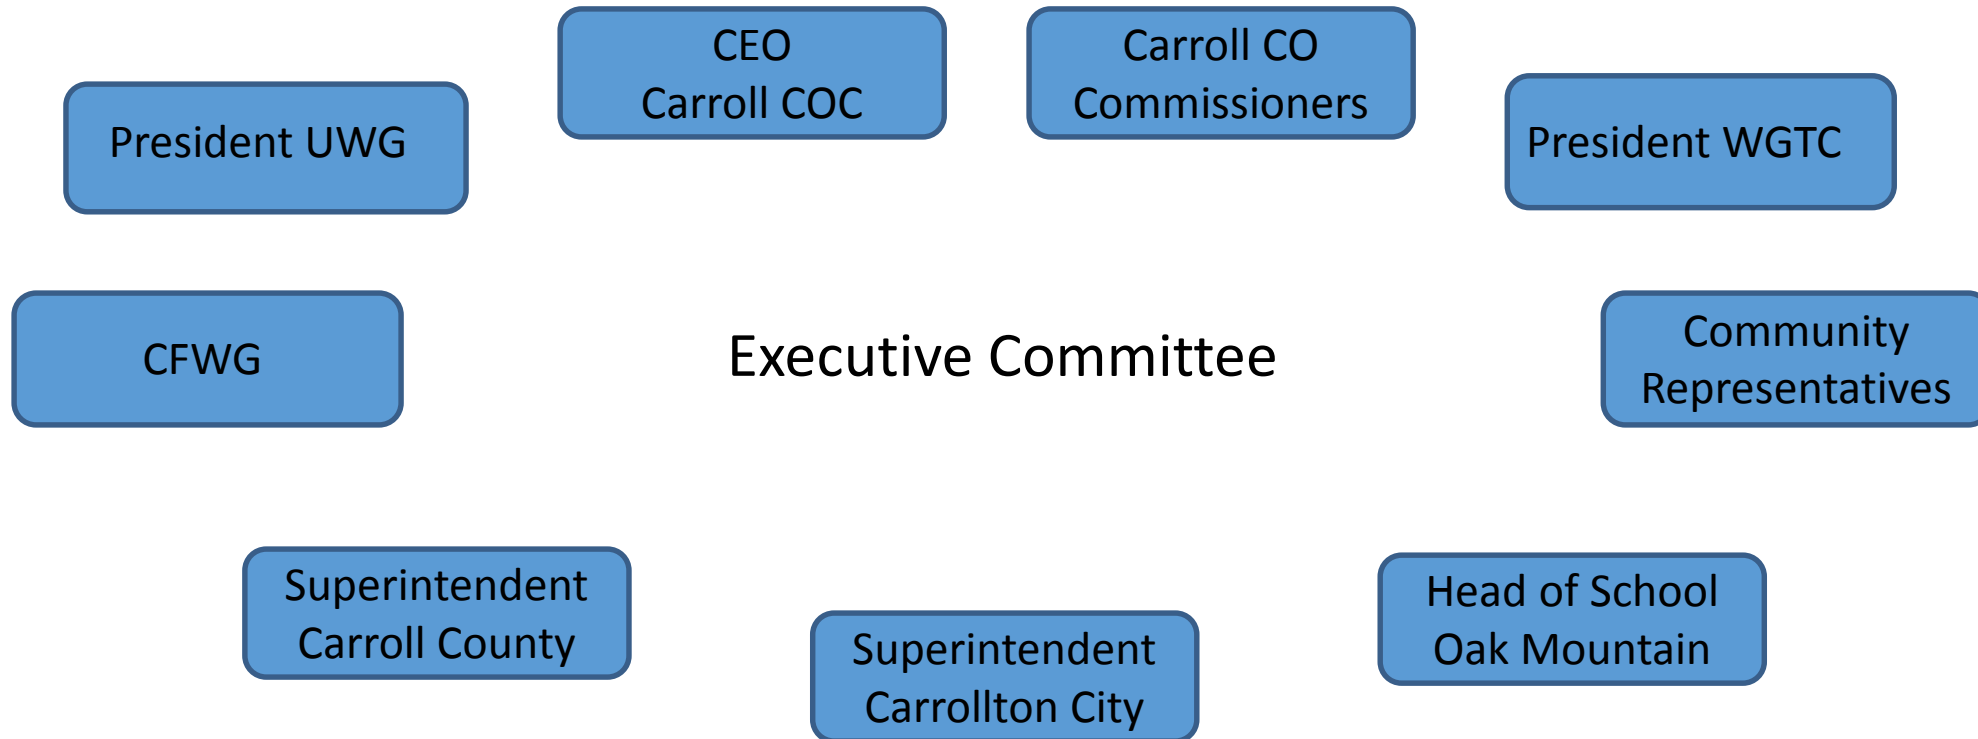 CEO
Carroll COC
Carroll CO
Commissioners
President UWG
President WGTC
CFWG
Executive Committee
Community
Representatives
Superintendent
Carroll County
Superintendent
Carrollton City
Head of School
Oak Mountain